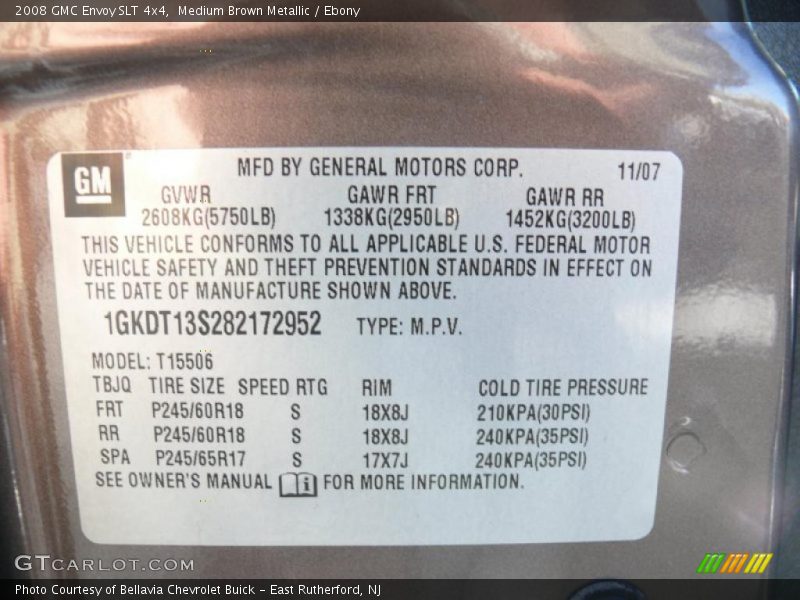 2008 GMC Envoy SLT 4x4,  Medium Brown Metallic / Ebony
GM
MFD BY GENERAL MOTORS CORP. 11/07
GVWR GAWR FRT GAWR RR
2608KG(5750LB) 1338KG(2950LB) 1452KG(3200LB)
THIS VEHICLE CONFORMS TO ALL APPLICABLE U.S. FEDERAL MOTOR
VEHICLE SAFETY AND THEFT PREVENTION STANDARDS IN EFFECT ON
THE DATE OF MANUFACTURE SHOWN ABOVE.
1GKDT13S282172952 TYPE: M.P.V.
MODEL: T15506
TBJQ TIRE SIZE SPEED RTG RIM COLD TIRE PRESSURE
FRT P245/60R18 S 18X8J 210KPA(30PSI)
RR P245/60R18 S 18X8J 240KPA(35PSI)
SPA P245/65R17 S 17X7J 240KPA(35PSI)
SEE OWNER'S MANUAL i FOR MORE INFORMATION.
GTCARLOT.COM
Photo Courtesy of Bellavia Chevrolet Buick – East Rutherford, NJ